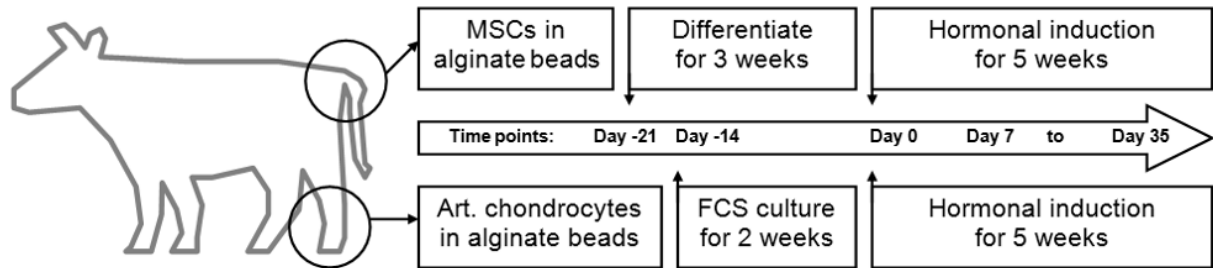 MSCs in
alginate beads
Differentiate
for 3 weeks
Hormonal induction
for 5 weeks
Time points: Day -21 Day -14 Day 0 Day 7 to Day 35
Art. chondrocytes
in alginate beads
FCS culture
for 2 weeks
Hormonal induction
for 5 weeks